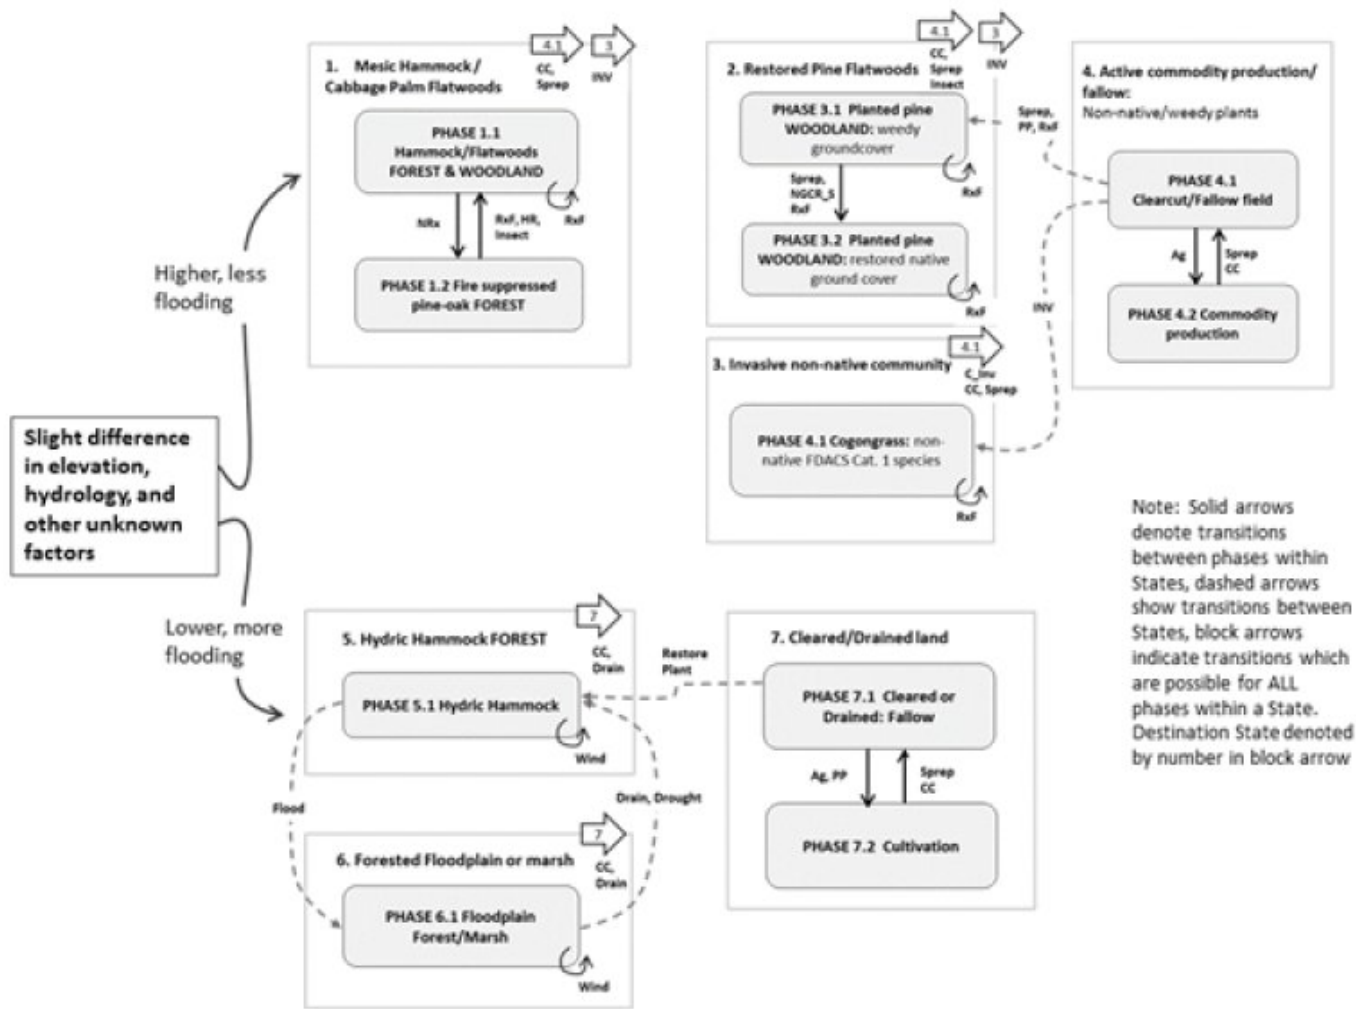 4.1
3
CC,
Sprep
INV
1. Mesic Hammock /
Cabbage Palm Flatwoods
PHASE 1.1
Hammock/Flatwoods
FOREST & WOODLAND
RxF
NRx
RxF, HR,
Insect
PHASE 1.2 Fire suppressed
pine-oak FOREST
4.1
3
CC,
Sprep
Insect
INV
2. Restored Pine Flatwoods
PHASE 3.1 Planted pine
WOODLAND: weedy
groundcover
RxF
Sprep,
NGCR_S
RxF
PHASE 3.2 Planted pine
WOODLAND: restored native
ground cover
RxF
Sprep,
PP, RxF
4. Active commodity production/
fallow:
Non-native/weedy plants
PHASE 4.1
Clearcut/Fallow field
Ag
Sprep
CC
PHASE 4.2 Commodity
production
INV
4.1
3. Invasive non-native community
C_Inv
CC, Sprep
PHASE 4.1 Cogongrass: non-
native FDACS Cat. 1 species
RxF
Higher, less
flooding
Slight difference
in elevation,
hydrology, and
other unknown
factors
Lower, more
flooding
7
CC,
Drain
5. Hydric Hammock FOREST
PHASE 5.1 Hydric Hammock
Wind
Restore
Plant
Flood
Drain, Drought
7
CC,
Drain
6. Forested Floodplain or marsh
PHASE 6.1 Floodplain
Forest/Marsh
Wind
7. Cleared/Drained land
PHASE 7.1 Cleared or
Drained: Fallow
Ag, PP
Sprep
CC
PHASE 7.2 Cultivation
Note: Solid arrows
denote transitions
between phases within
States, dashed arrows
show transitions between
States, block arrows
indicate transitions which
are possible for ALL
phases within a State.
Destination State denoted
by number in block arrow